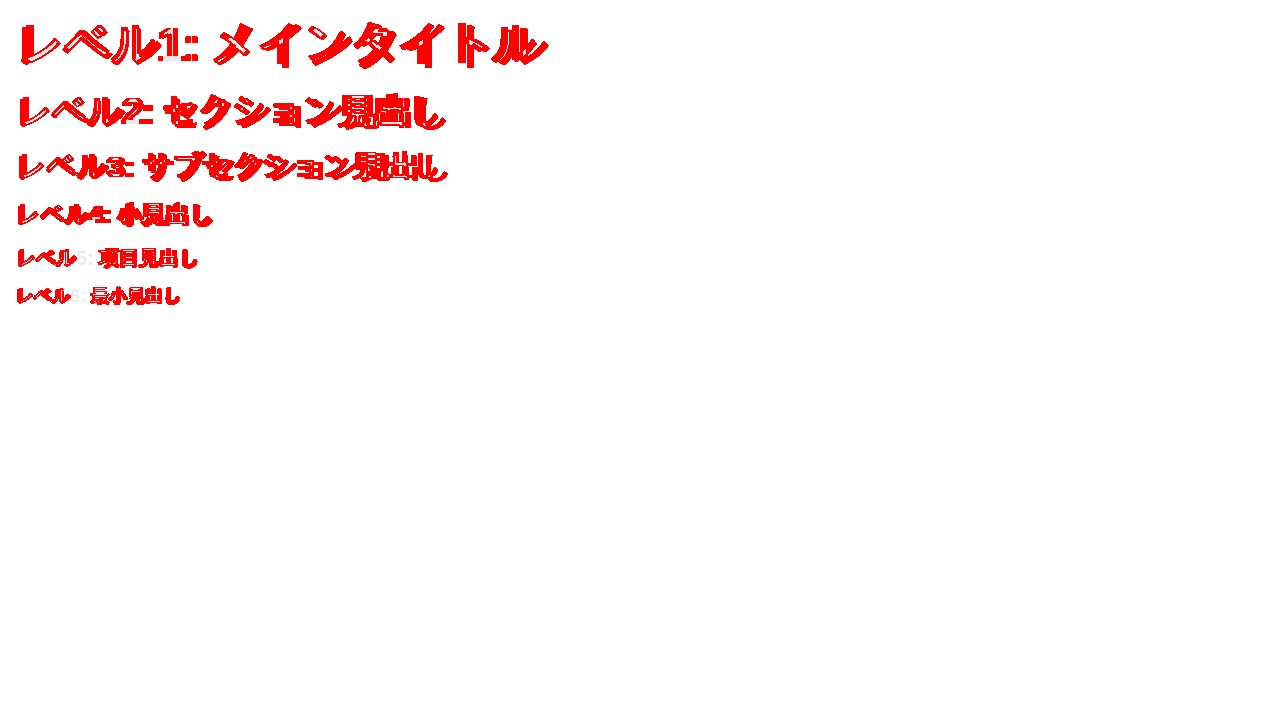 レベル1: メインタイトル
レベル2: セクション見出し
レベル3: サブセクション見出し
レベル4: 小見出し
レベル5: 項目見出し
レベル6: 最小見出し